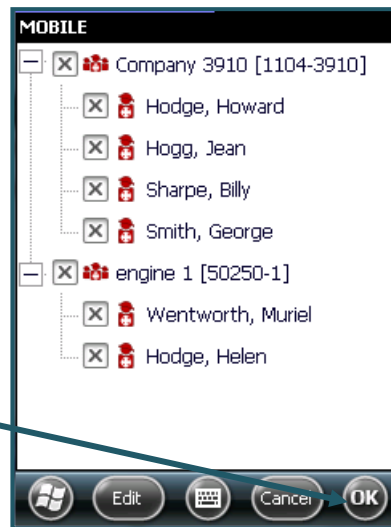 MOBILE
Company 3910 [1104-3910]
Hodge, Howard
Hogg, Jean
Sharpe, Billy
Smith, George
engine 1 [50250-1]
Wentworth, Muriel
Hodge, Helen
Edit Cancel OK